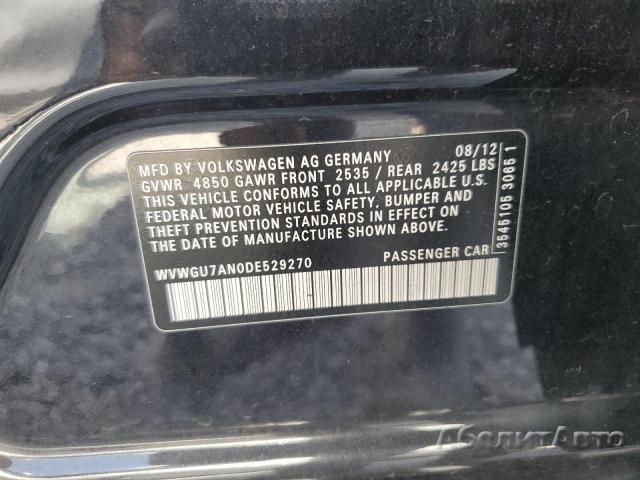 MFD BY VOLKSWAGEN AG GERMANY 08/12
GVWR 4850 GAWR FRONT 2535 / REAR 2425 LBS
THIS VEHICLE CONFORMS TO ALL APPLICABLE U.S.
FEDERAL MOTOR VEHICLE SAFETY, BUMPER AND
THEFT PREVENTION STANDARDS IN EFFECT ON
THE DATE OF MANUFACTURE SHOWN ABOVE.
WVWGU7AN0DE529270 PASSENGER CAR
3545105 3065 1
АволитАвто